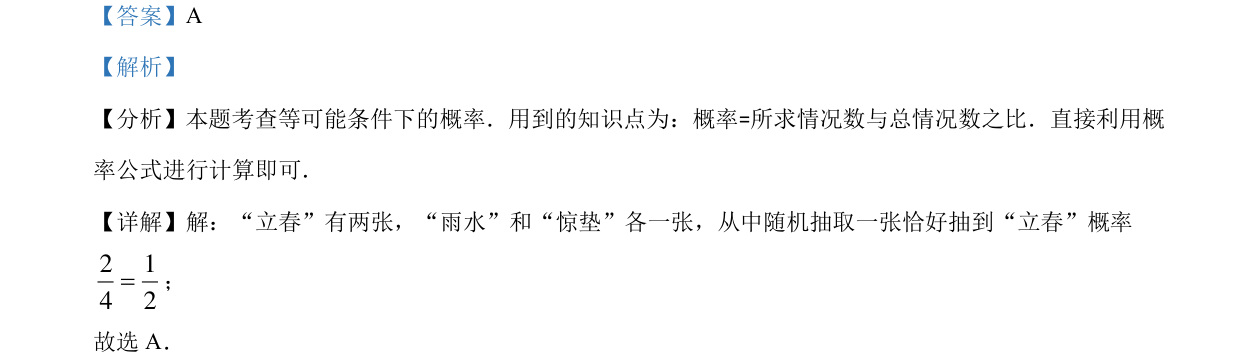 【答案】A
【解析】
【分析】本题考查等可能条件下的概率．用到的知识点为：概率=所求情况数与总情况数之比．直接利用概
率公式进行计算即可．
【详解】解：“立春”有两张，“雨水”和“惊垫”各一张，从中随机抽取一张恰好抽到“立春”概率
2/4=1/2；
故选 A．